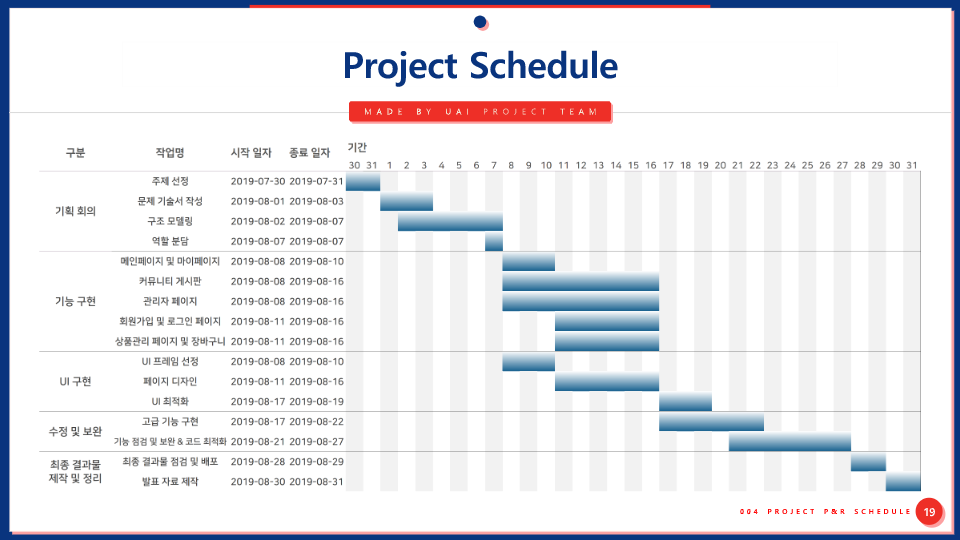 Project Schedule
MADE BY UAI PROJECT TEAM
구분 작업명 시작 일자 종료 일자 기간
30 31 1 2 3 4 5 6 7 8 9 10 11 12 13 14 15 16 17 18 19 20 21 22 23 24 25 26 27 28 29 30 31
기획 회의
주제 선정 2019-07-30 2019-07-31
문제 기술서 작성 2019-08-01 2019-08-03
구조 모델링 2019-08-02 2019-08-07
역할 분담 2019-08-07 2019-08-07
기능 구현
메인페이지 및 마이페이지 2019-08-08 2019-08-10
커뮤니티 게시판 2019-08-08 2019-08-16
관리자 페이지 2019-08-08 2019-08-16
회원가입 및 로그인 페이지 2019-08-11 2019-08-16
상품관리 페이지 및 장바구니 2019-08-11 2019-08-16
UI 구현
UI 프레임 선정 2019-08-08 2019-08-10
페이지 디자인 2019-08-11 2019-08-16
UI 최적화 2019-08-17 2019-08-19
수정 및 보완
고급 기능 구현 2019-08-17 2019-08-22
기능 점검 및 보완 & 코드 최적화 2019-08-21 2019-08-27
최종 결과물
제작 및 정리
최종 결과물 점검 및 배포 2019-08-28 2019-08-29
발표 자료 제작 2019-08-30 2019-08-31
004 PROJECT P&R SCHEDULE 19